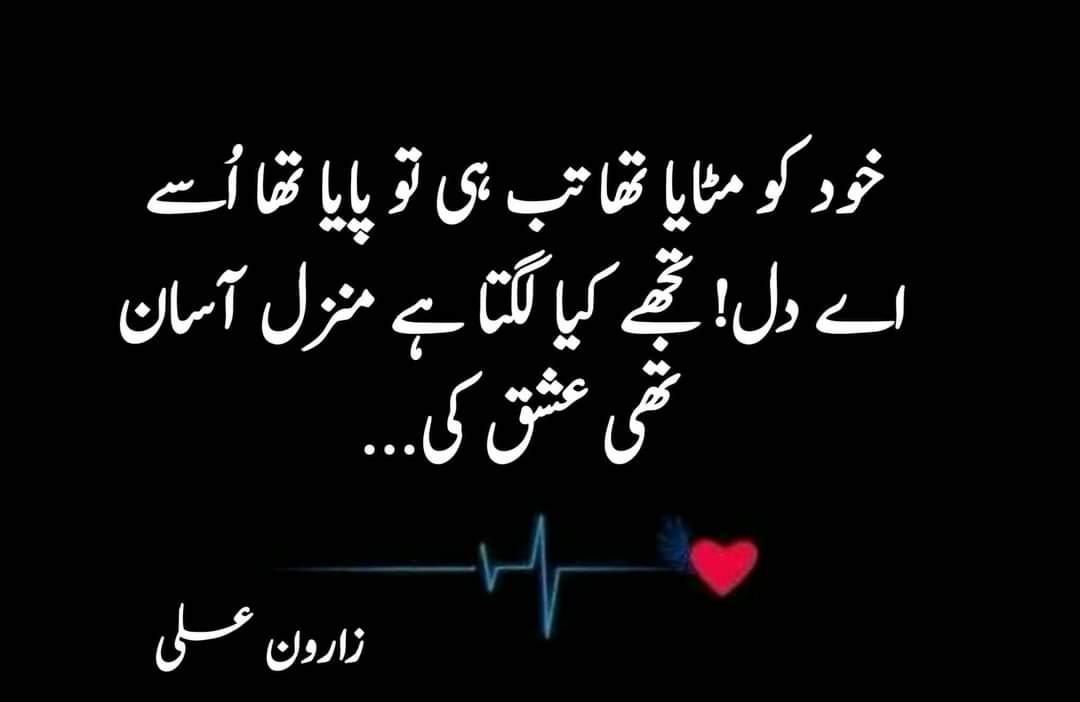 خود کو مٹایا تھا تب ہی تو پایا تھا اُسے
اے دل! تجھے کیا لگتا ہے منزل آسان
تھی عشق کی...
زارون علی